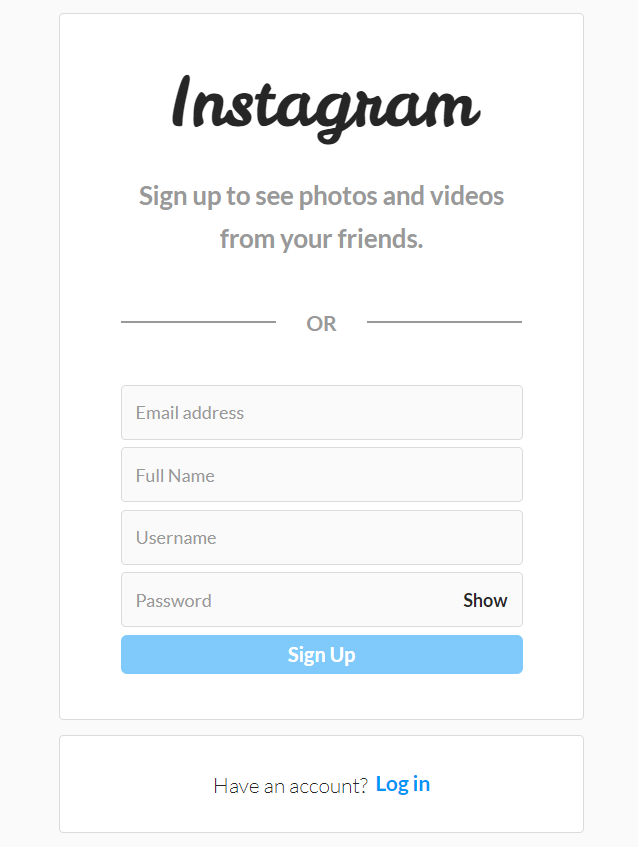 Instagram
Sign up to see photos and videos
from your friends.
OR
Email address
Full Name
Username
Password Show
Sign Up
Have an account? Log in